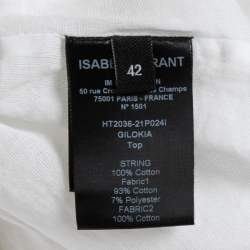 ISAB RANT
42
IM
50 rue Cr Champs
75001 PARIS - FRANCE
N° 1501
HT2036-21P024I
GILOKIA
Top
STRING
100% Cotton
Fabric1
93% Cotton
7% Polyester
FABRIC2
100% Cotton